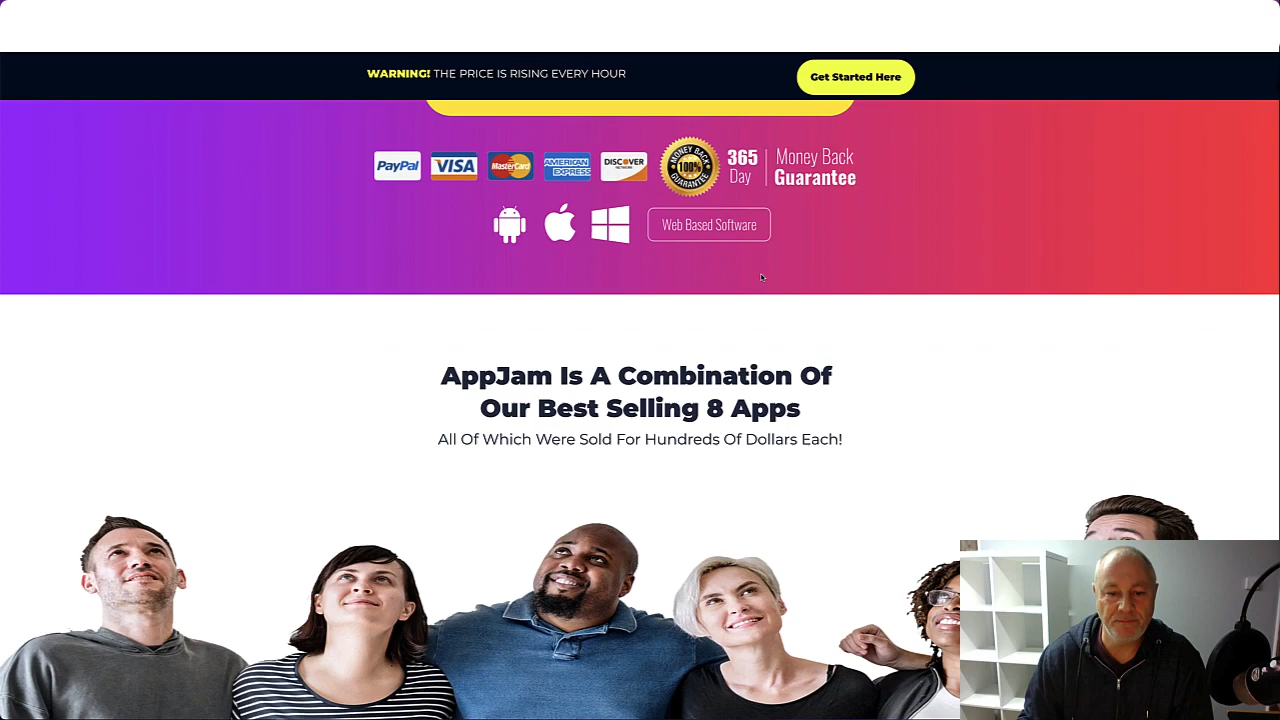 WARNING! THE PRICE IS RISING EVERY HOUR
Get Started Here
PayPal
VISA
MasterCard
AMERICAN EXPRESS
DISCOVER
NETWORK
MONEY BACK
100%
GUARANTEE
365 Day
Money Back Guarantee
Web Based Software
AppJam Is A Combination Of
Our Best Selling 8 Apps
All Of Which Were Sold For Hundreds Of Dollars Each!